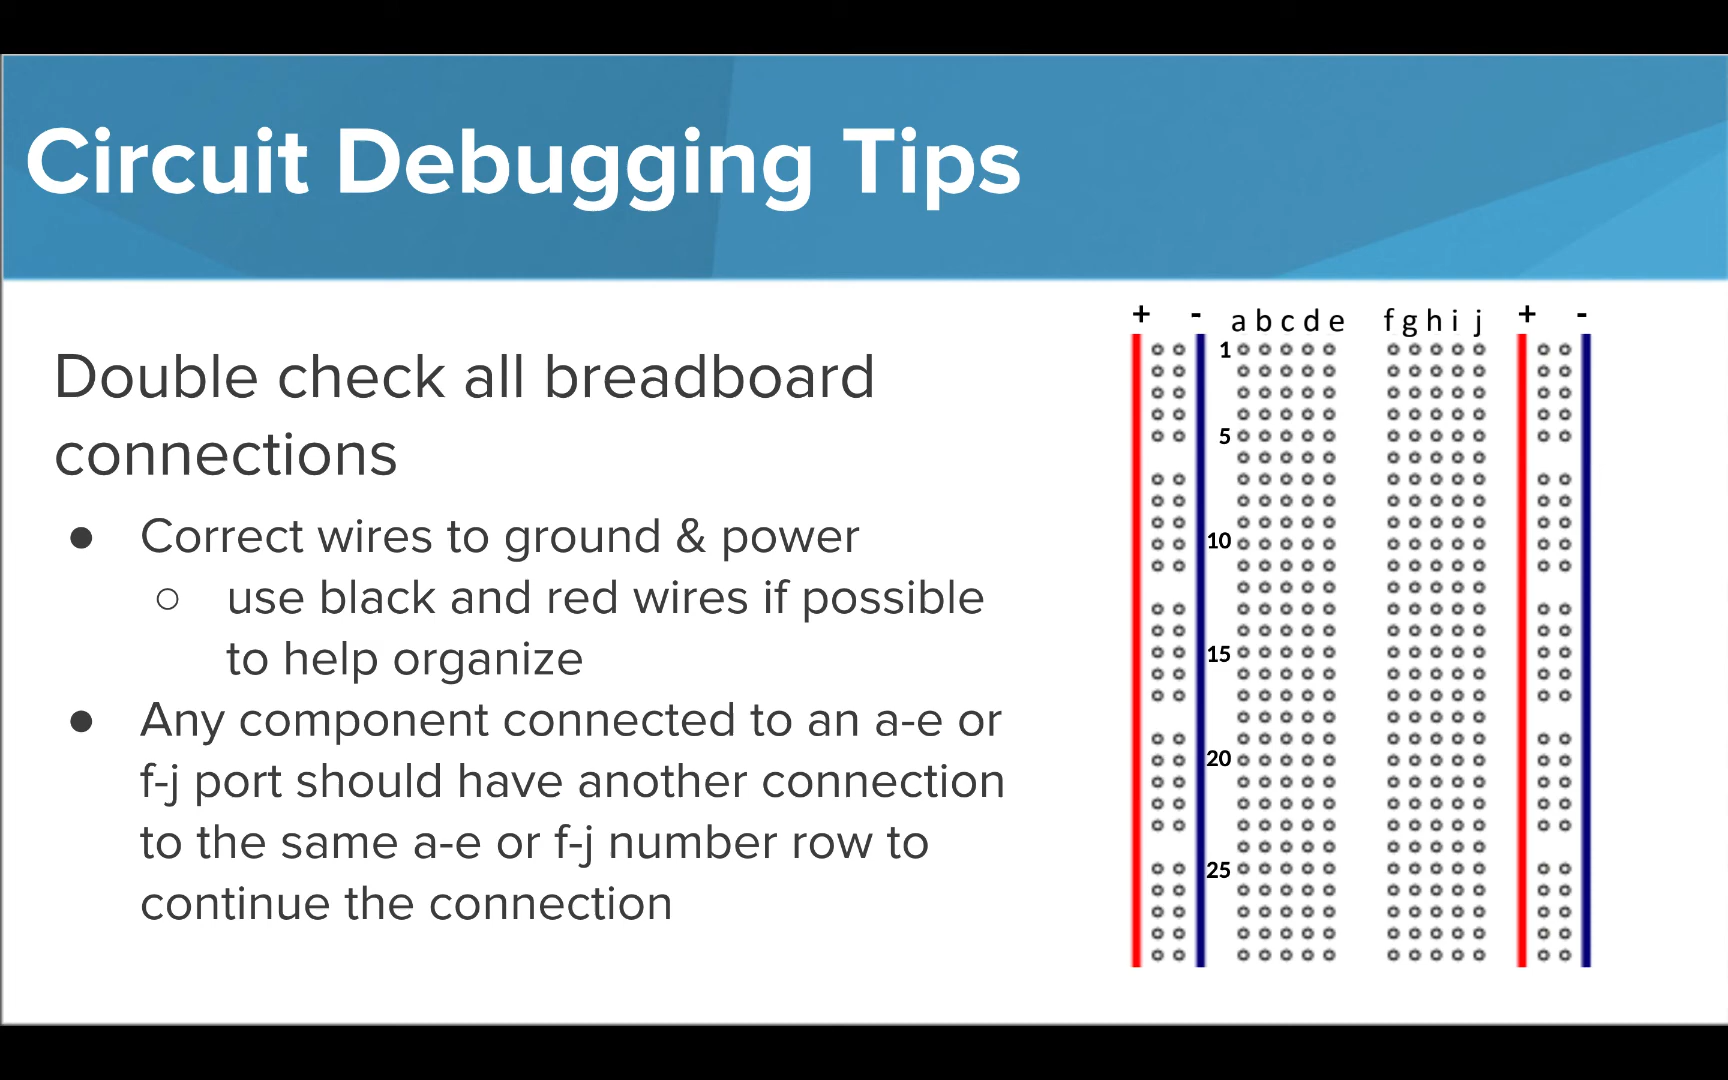 Circuit Debugging Tips
Double check all breadboard
connections
● Correct wires to ground & power
○ use black and red wires if possible
to help organize
● Any component connected to an a-e or
f-j port should have another connection
to the same a-e or f-j number row to
continue the connection
+ - a b c d e f g h i j + -
1
5
10
15
20
25